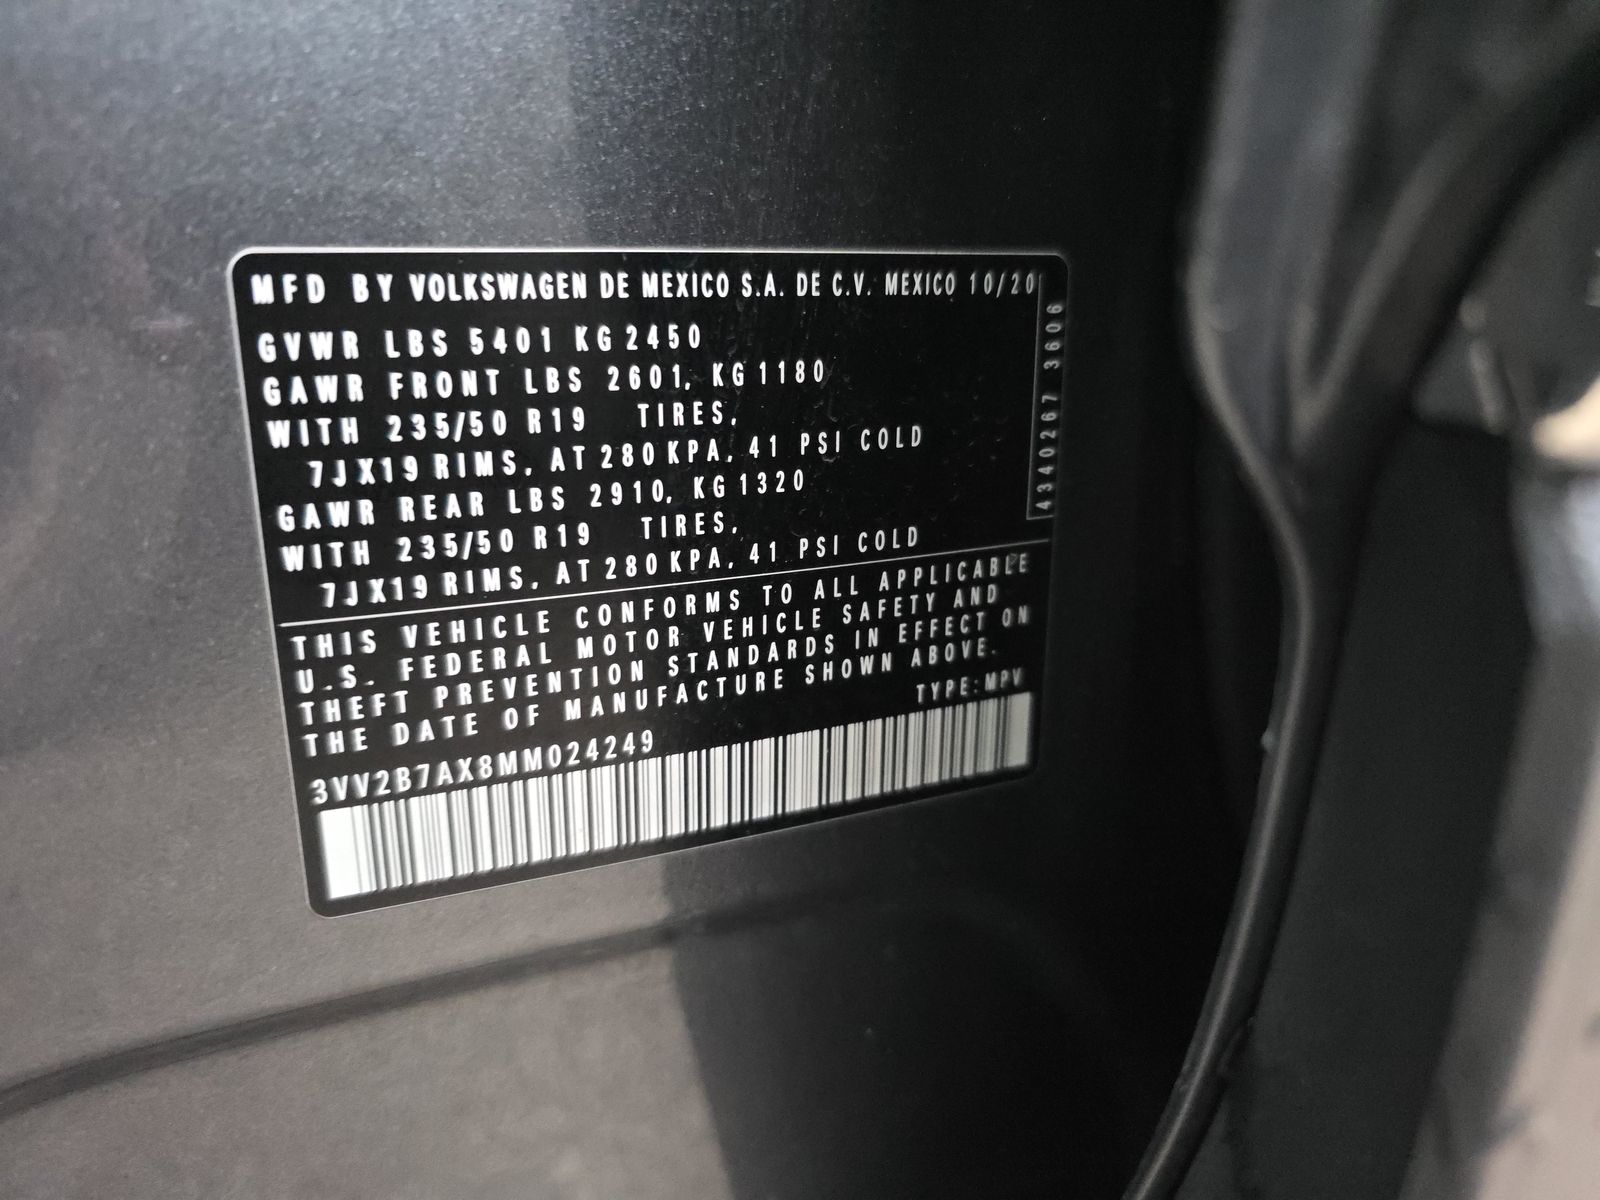 MFD BY VOLKSWAGEN DE MEXICO S.A. DE C.V. MEXICO 10/20
GVWR LBS 5401 KG 2450
GAWR FRONT LBS 2601, KG 1180
WITH 235/50 R19 TIRES,
7JX19 RIMS, AT 280 KPA, 41 PSI COLD
GAWR REAR LBS 2910, KG 1320
WITH 235/50 R19 TIRES,
7JX19 RIMS, AT 280 KPA, 41 PSI COLD
THIS VEHICLE CONFORMS TO ALL APPLICABLE
U.S. FEDERAL MOTOR VEHICLE SAFETY AND
THEFT PREVENTION STANDARDS IN EFFECT ON
THE DATE OF MANUFACTURE SHOWN ABOVE.
TYPE: MPV
3VV2B7AX8MM024249
4340267 3606